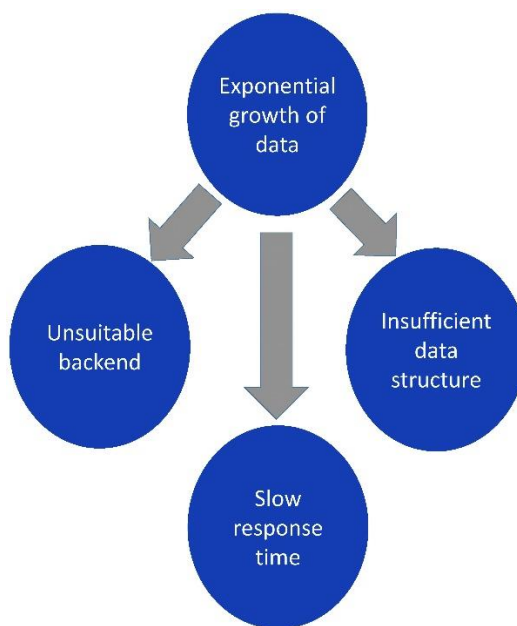 Exponential
growth of
data
Unsuitable
backend
Insufficient
data
structure
Slow
response
time